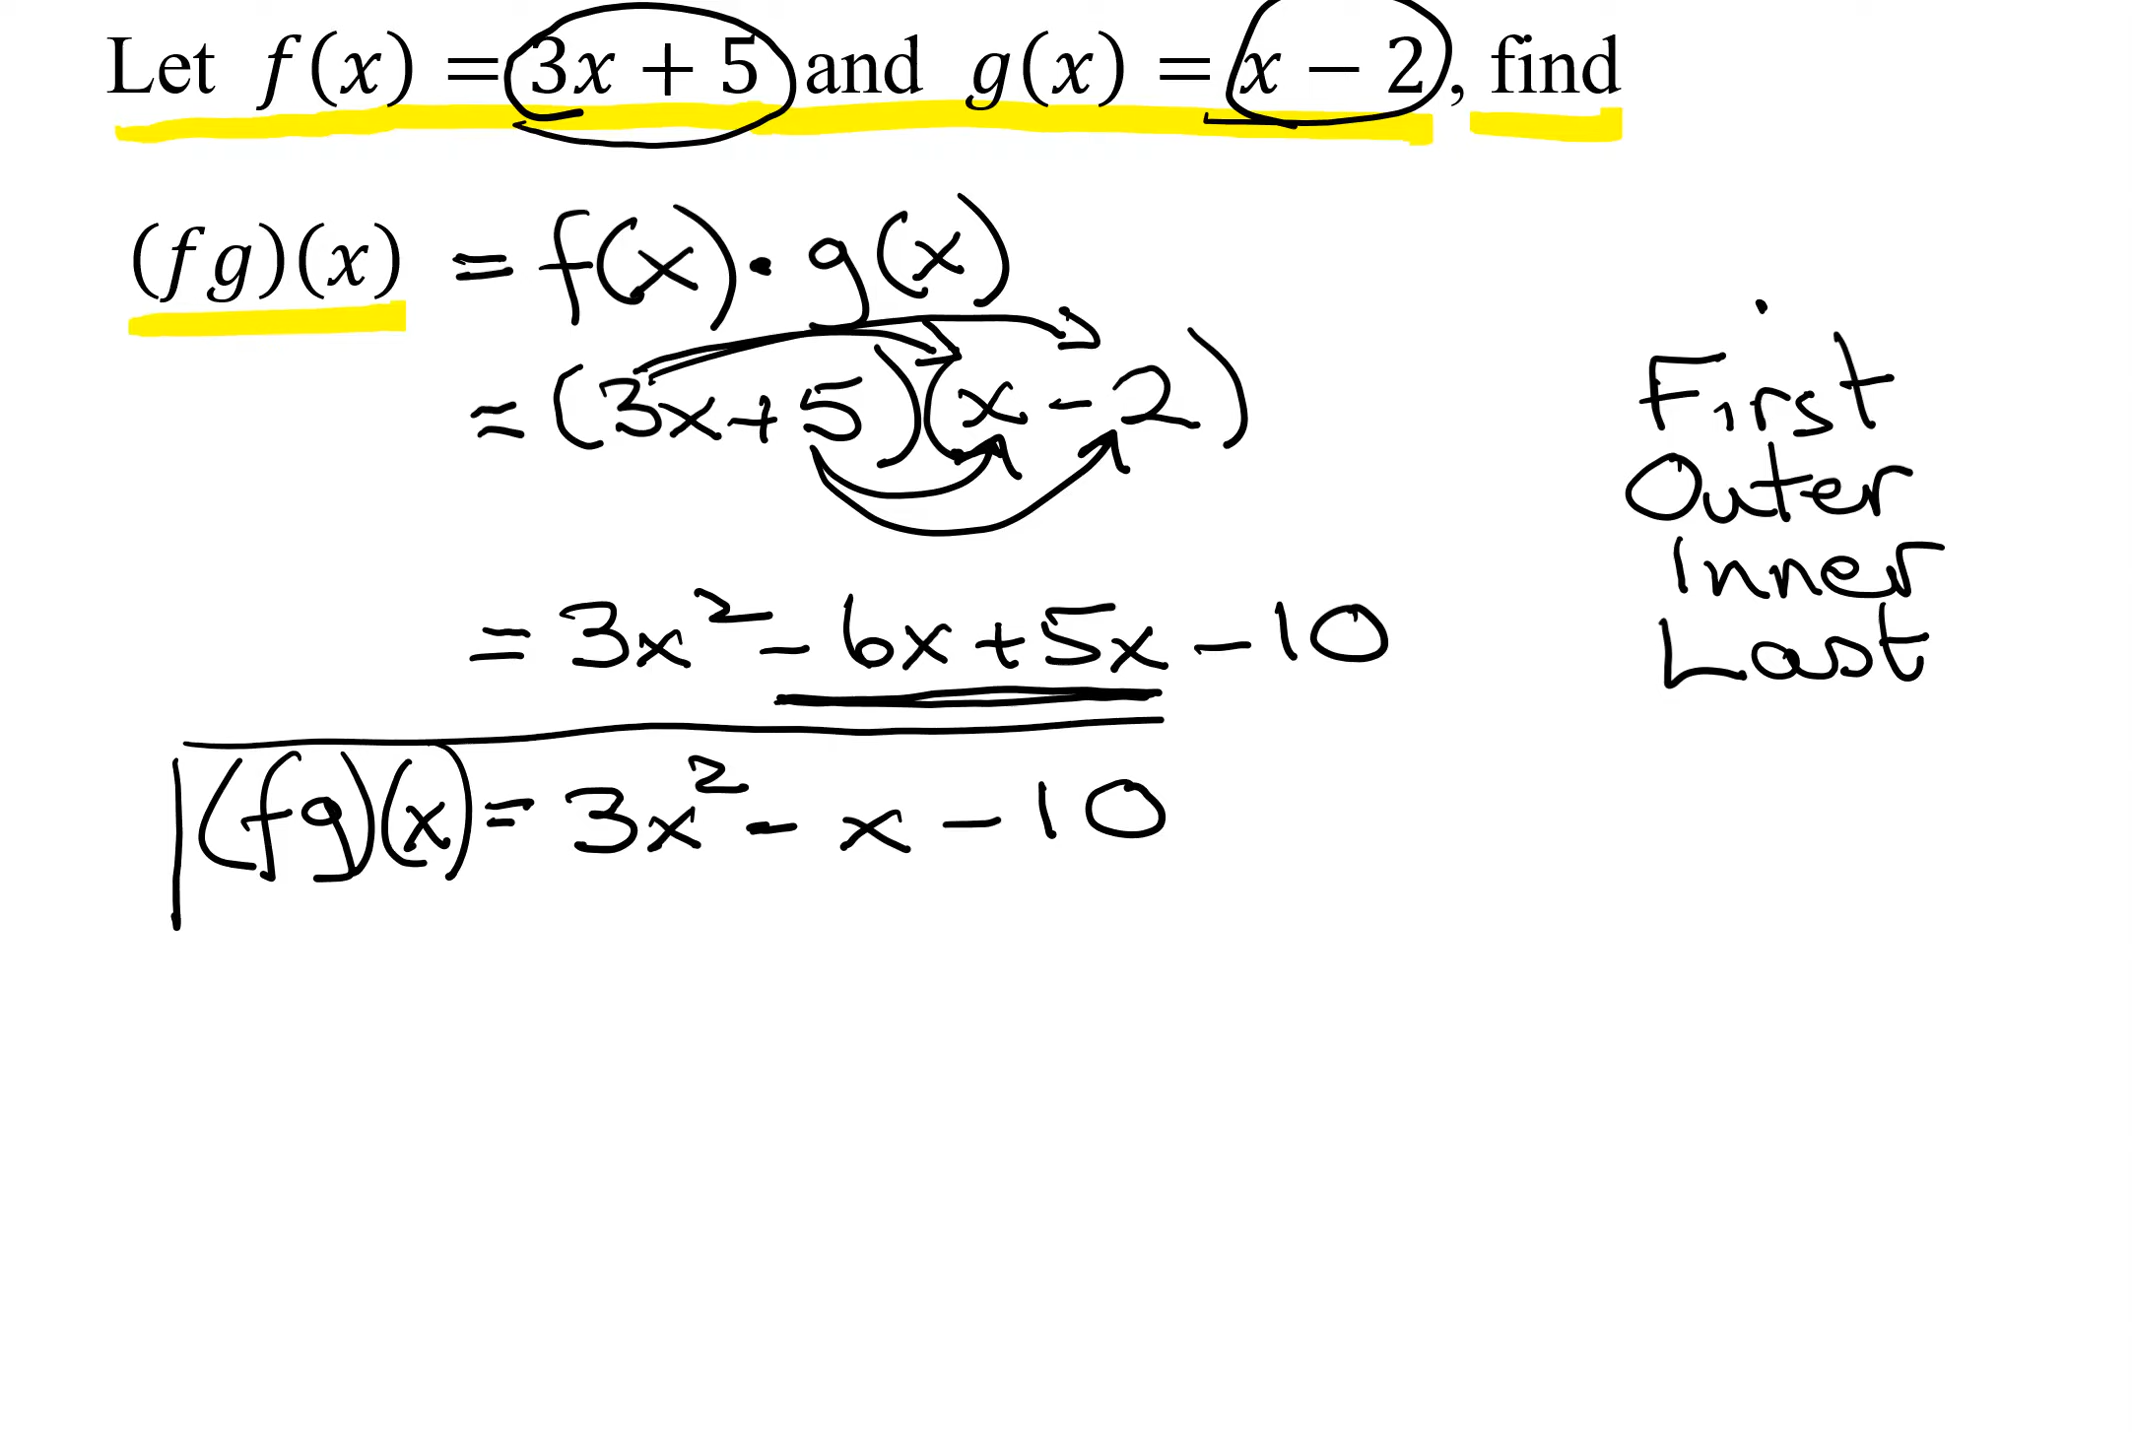 Let f(x) = 3x + 5 and g(x) = x − 2, find
(fg)(x) = f(x) · g(x)
= (3x+5)(x−2)
= 3x² − 6x + 5x − 10
(fg)(x) = 3x² − x − 10
First
Outer
Inner
Last